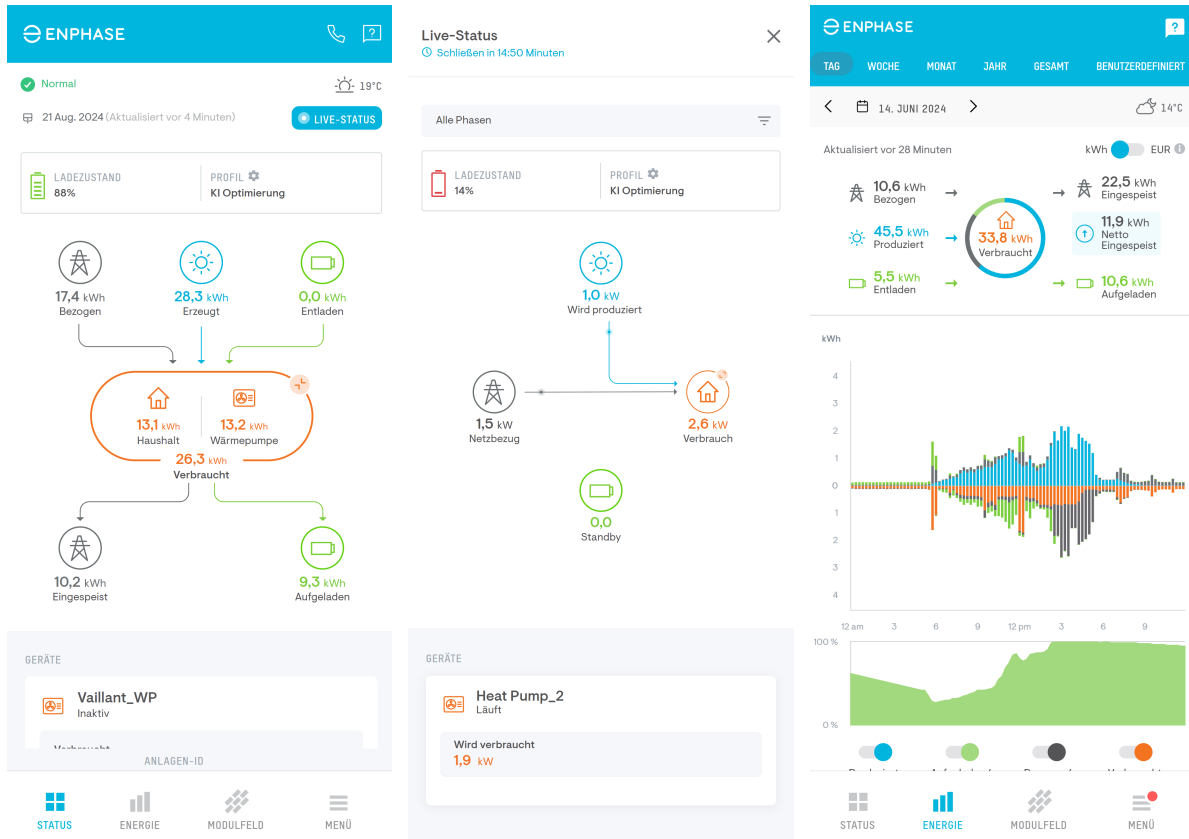 ENPHASE
Normal
19°C
21 Aug. 2024 (Aktualisiert vor 4 Minuten)
LIVE-STATUS
LADEZUSTAND
88%
PROFIL
KI Optimierung
17,4 kWh
Bezogen
28,3 kWh
Erzeugt
0,0 kWh
Entladen
13,1 kWh
Haushalt
13,2 kWh
Wärmepumpe
26,3 kWh
Verbraucht
10,2 kWh
Eingespeist
9,3 kWh
Aufgeladen
GERÄTE
Vaillant_WP
Inaktiv
ANLAGEN-ID
STATUS
ENERGIE
MODULFELD
MENÜ
Live-Status
Schließen in 14:50 Minuten
Alle Phasen
LADEZUSTAND
14%
PROFIL
KI Optimierung
1,0 kW
Wird produziert
1,5 kW
Netzbezug
2,6 kW
Verbrauch
0,0
Standby
GERÄTE
Heat Pump_2
Läuft
Wird verbraucht
1,9 kW
ENPHASE
?
TAG WOCHE MONAT JAHR GESAMT BENUTZERDEFINIERT
14. JUNI 2024
14°C
Aktualisiert vor 28 Minuten
kWh EUR
10,6 kWh
Bezogen
45,5 kWh
Produziert
5,5 kWh
Entladen
33,8 kWh
Verbraucht
22,5 kWh
Eingespeist
11,9 kWh
Netto
Eingespeist
10,6 kWh
Aufgeladen
kWh
4
3
2
1
0
1
2
3
4
12 am 3 6 9 12 pm 3 6 9
100 %
0 %
STATUS
ENERGIE
MODULFELD
MENÜ